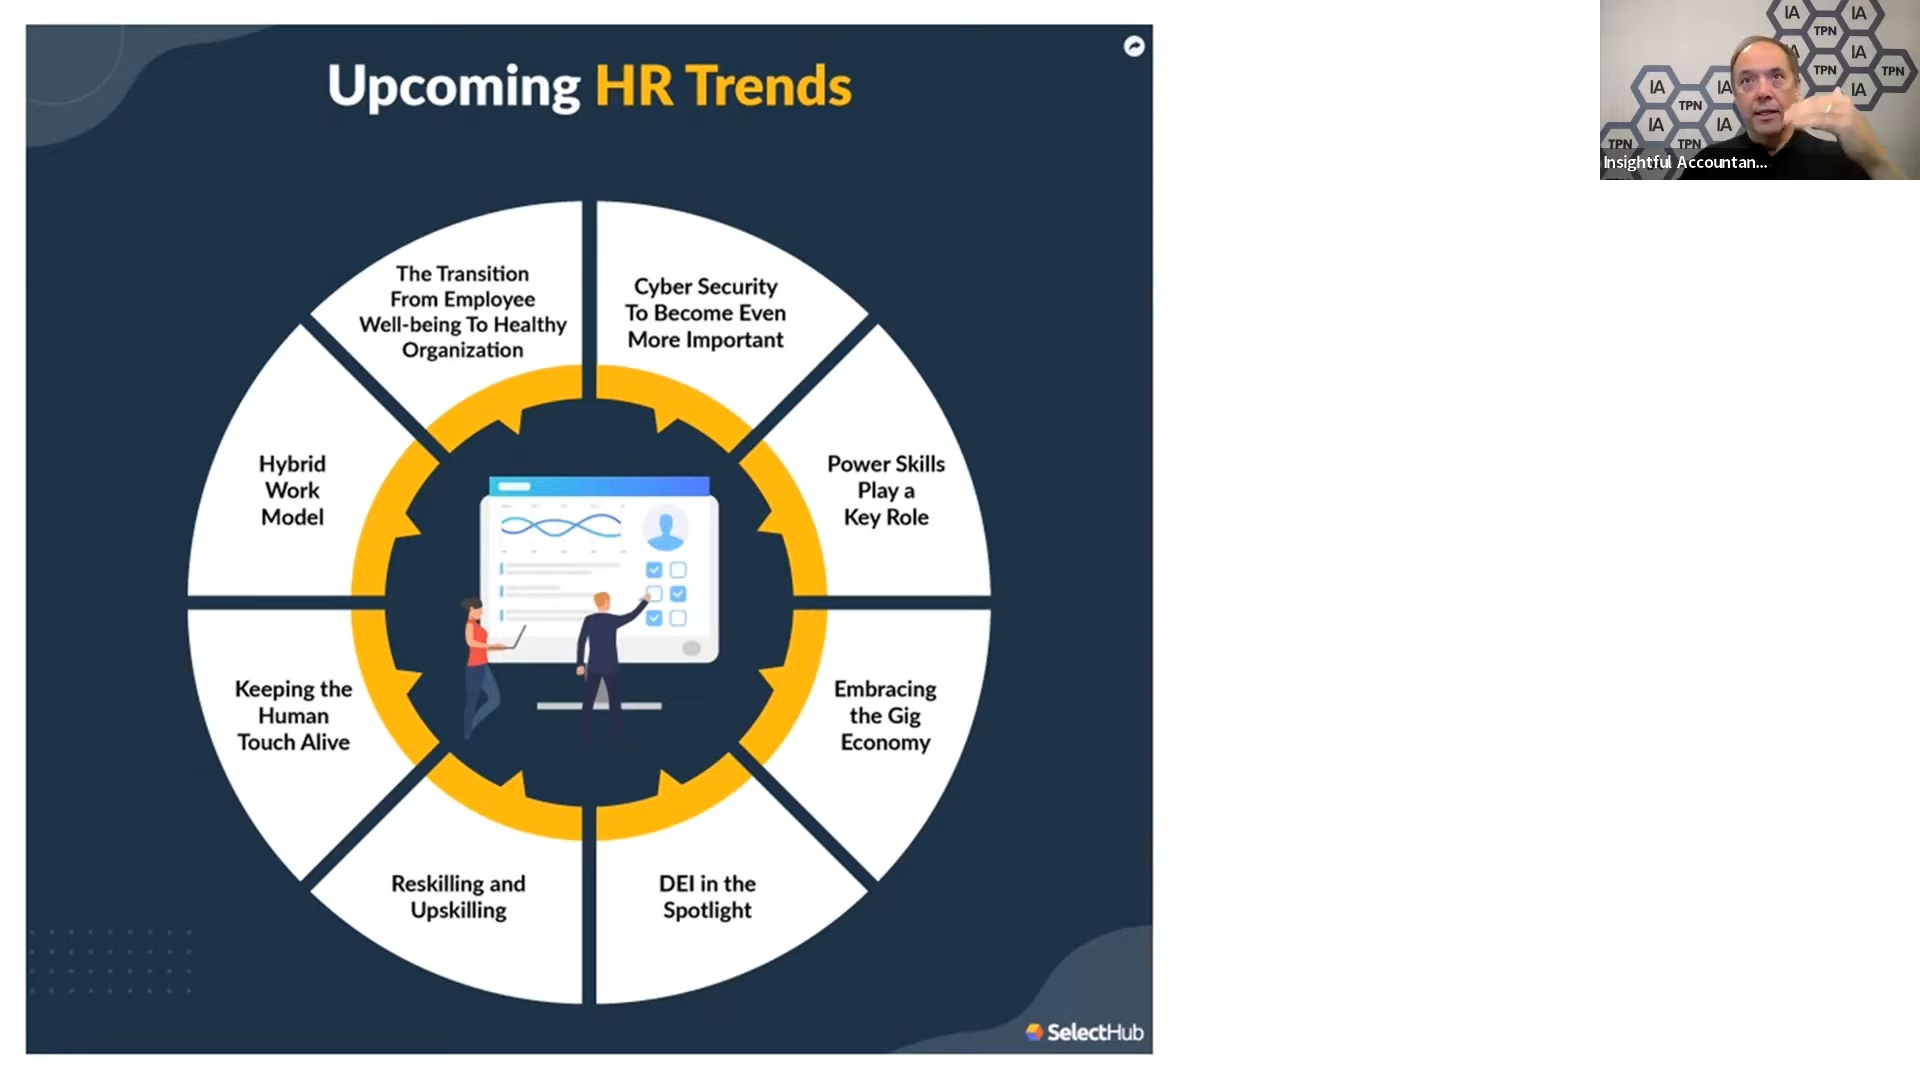 Upcoming HR Trends
The Transition
From Employee
Well-being To Healthy
Organization
Cyber Security
To Become Even
More Important
Hybrid
Work
Model
Power Skills
Play a
Key Role
Keeping the
Human
Touch Alive
Embracing
the Gig
Economy
Reskilling and
Upskilling
DEI in the
Spotlight
SelectHub
IA
IA
TPN
IA
TPN
TPN
IA
IA
IA
TPN
IA
IA
TPN
TPN
Insightful Accountan...